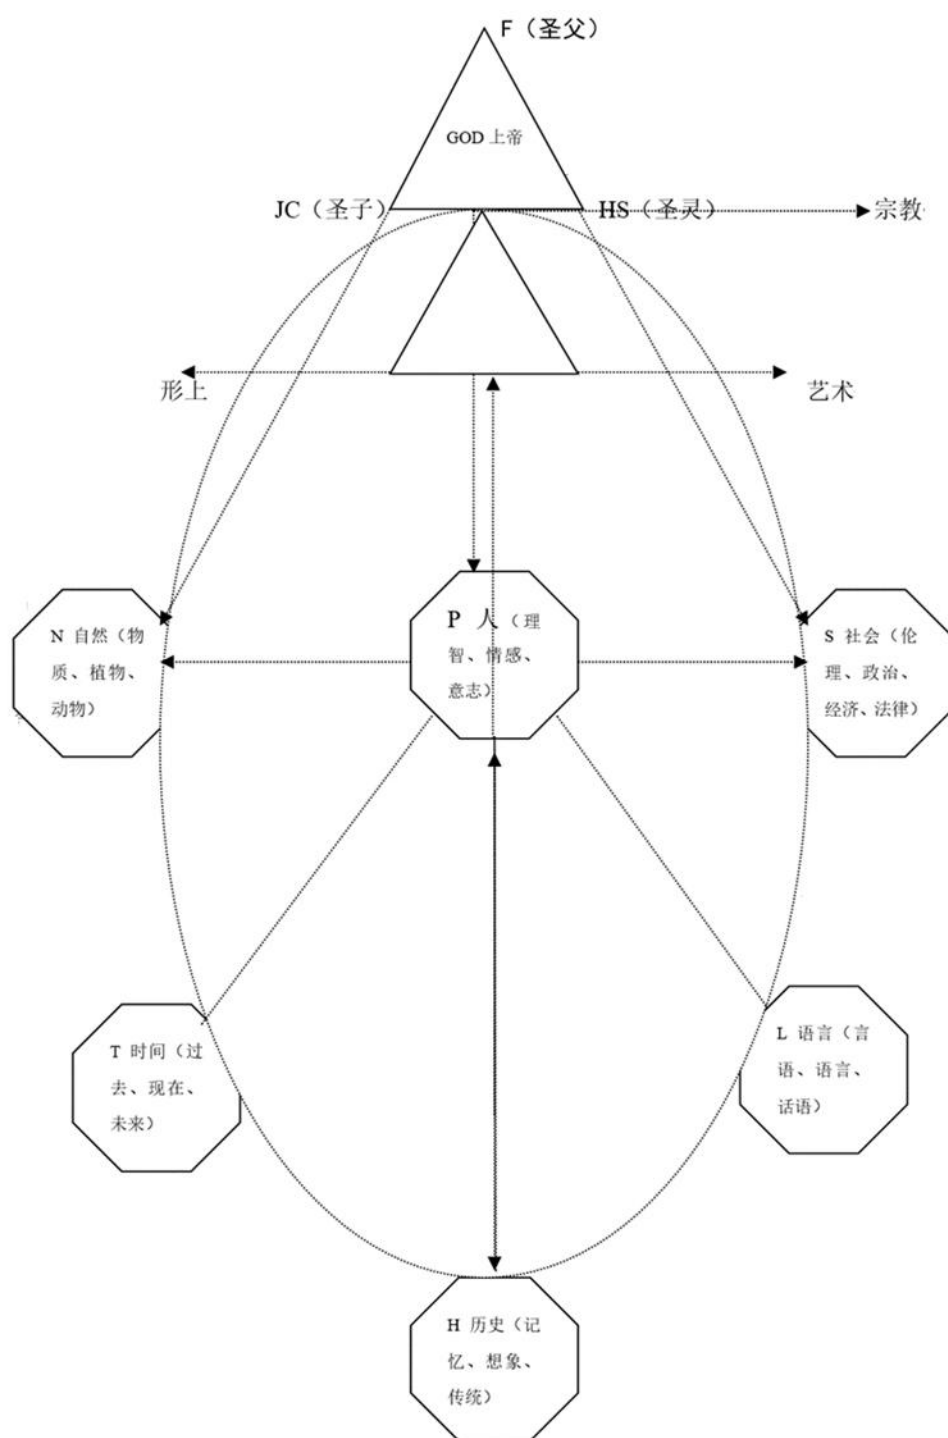 F（圣父）
GOD 上帝
JC（圣子）
HS（圣灵）
宗教
形上
艺术
N 自然（物
质、植物、
动物）
P 人（理
智、情感、
意志）
S 社会（伦
理、政治、
经济、法律）
T 时间（过
去、现在、
未来）
L 语言（言
语、语言、
话语）
H 历史（记
忆、想象、
传统）